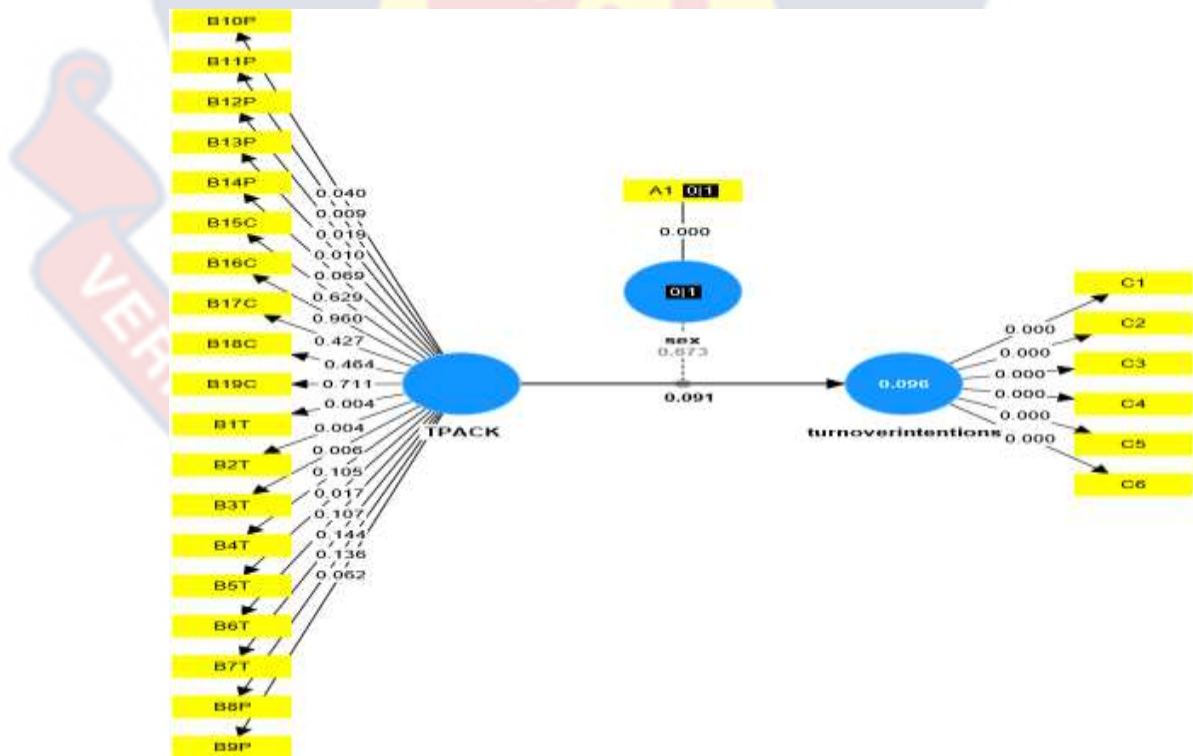 B10P
B11P
B12P
B13P
B14P
B15C
B16C
B17C
B18C
B19C
B1T
B2T
B3T
B4T
B5T
B6T
B7T
B8P
B9P
0.040
0.009
0.019
0.010
0.069
0.629
0.960
0.427
0.464
0.711
0.004
0.004
0.006
0.105
0.017
0.107
0.144
0.136
0.062
TPACK
A1 0|1
0.000
0|1
sex
0.673
0.091
0.096
turnoverintentions
0.000
0.000
0.000
0.000
0.000
0.000
C1
C2
C3
C4
C5
C6
VERI